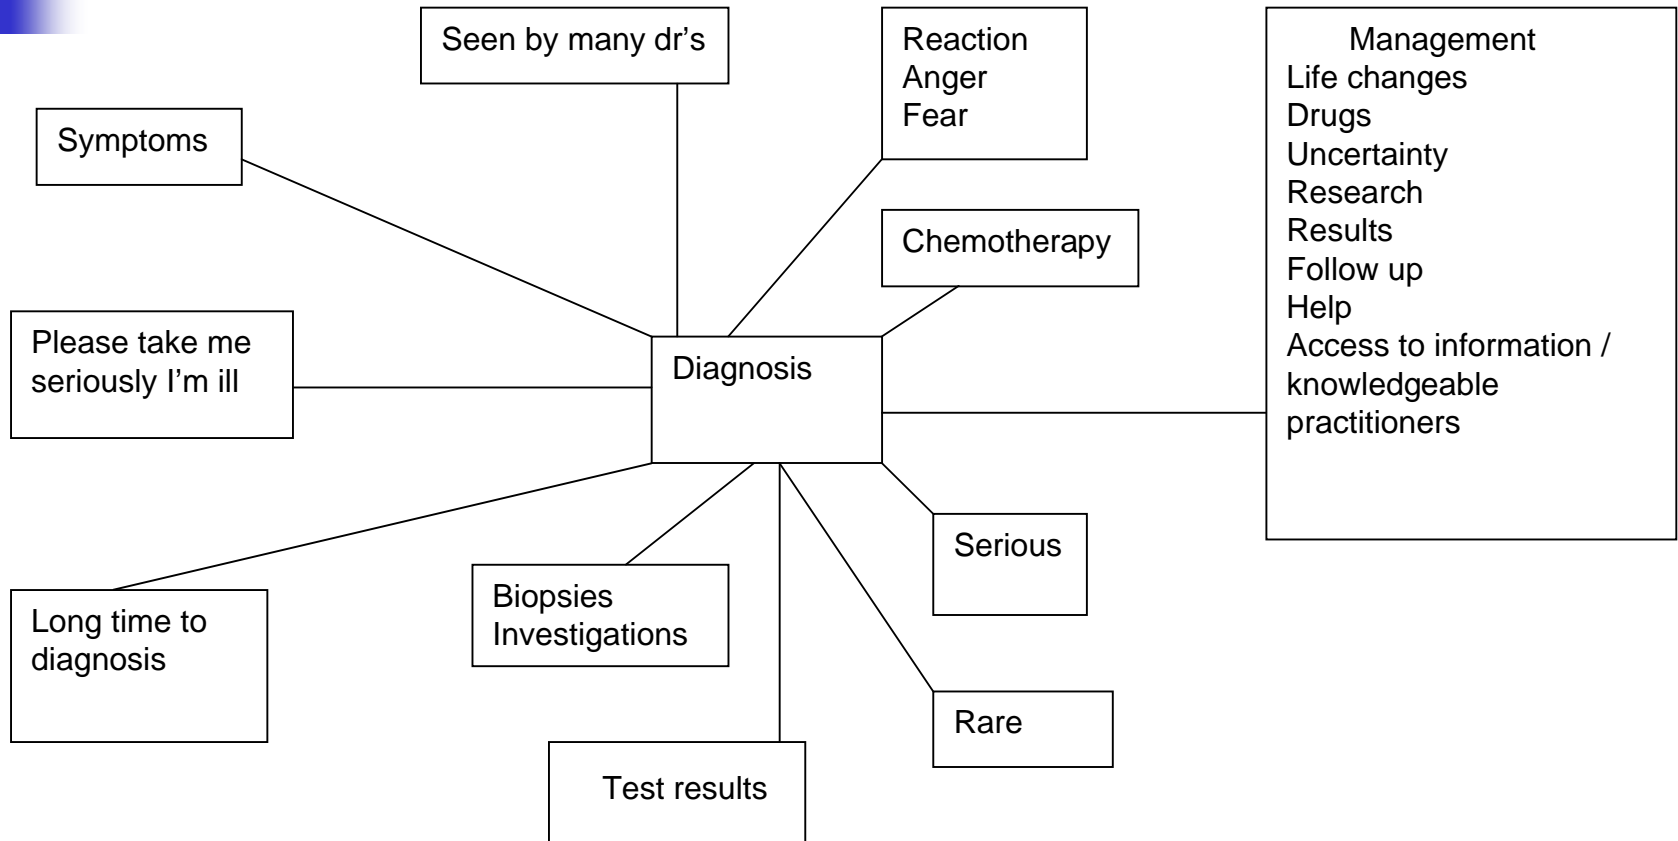 Seen by many dr's
Reaction
Anger
Fear
Management
Life changes
Drugs
Uncertainty
Research
Results
Follow up
Help
Access to information /
knowledgeable
practitioners
Symptoms
Chemotherapy
Please take me
seriously I'm ill
Diagnosis
Serious
Biopsies
Investigations
Long time to
diagnosis
Rare
Test results